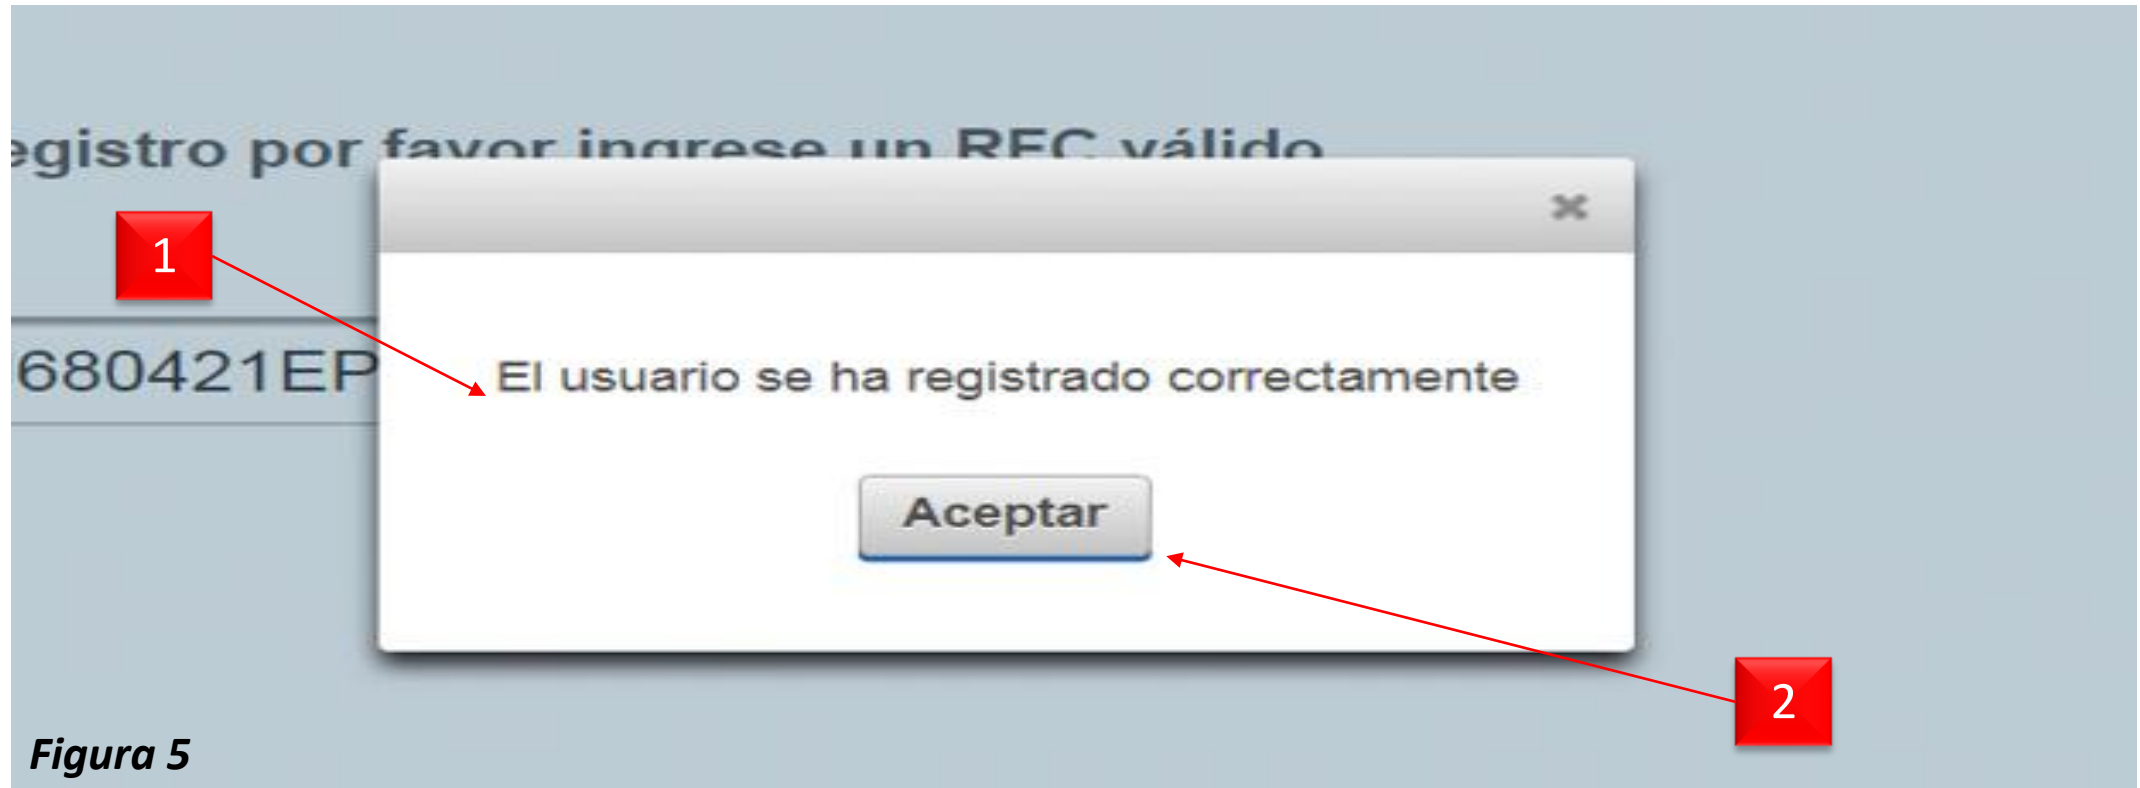 egistro por favor ingrese un RFC válido
1
680421EP
El usuario se ha registrado correctamente
Aceptar
2
Figura 5